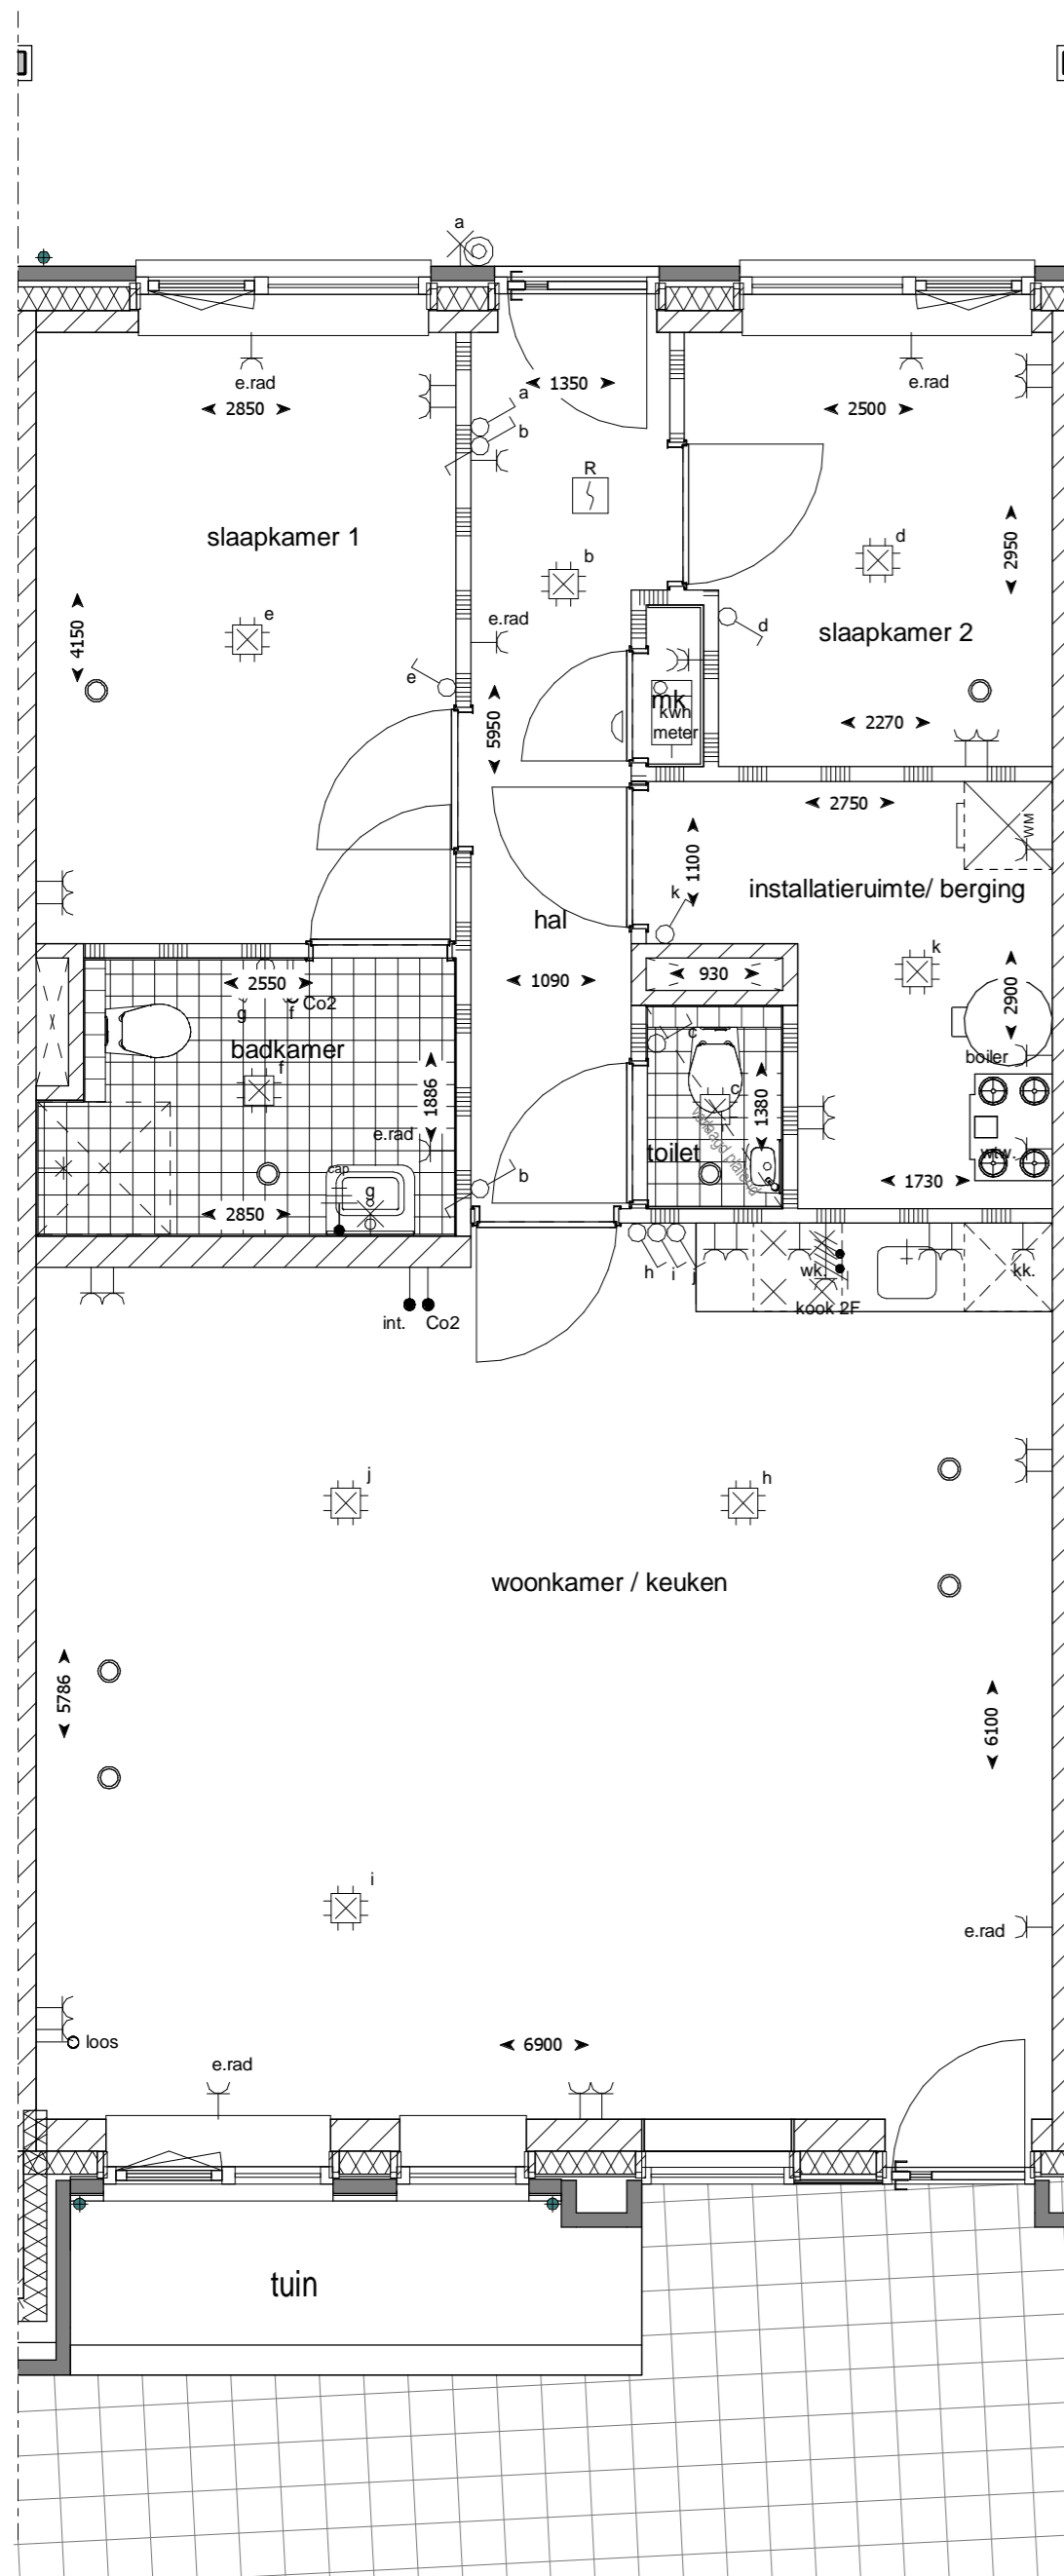 a
e.rad
2850
1350
a
b
e.rad
2500
R
slaapkamer 1
2950
b
d
e
4150
e.rad
d
slaapkamer 2
e
5950
mk
kwh
meter
2270
2750
WM
1100
k
installatieruimte/ berging
hal
k
2550
1090
930
2900
g
f
Co2
badkamer
f
1886
c
boiler
c
1380
e.rad
verlaagd plafond
toilet
wtw.
cap
g
b
1730
2850
h
i
j
wk.
kk.
kook 2F
int.
Co2
j
h
woonkamer / keuken
5786
6100
i
e.rad
loos
6900
e.rad
tuin